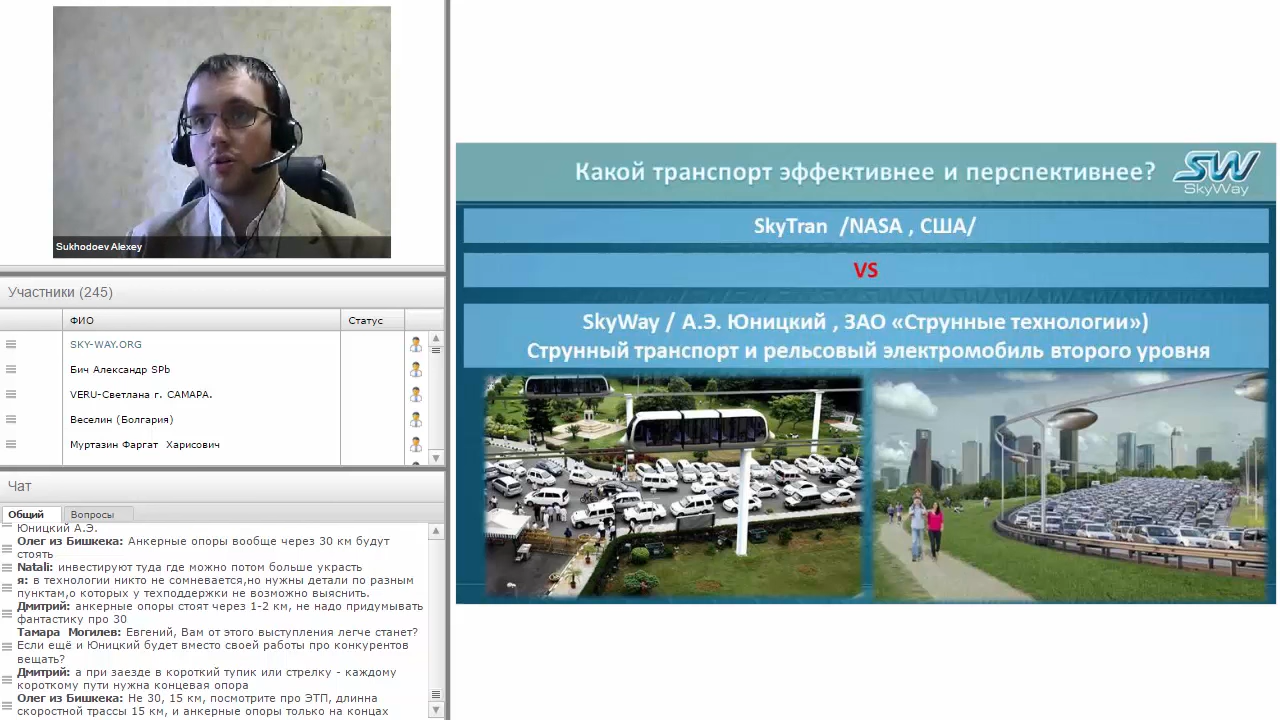 Sukhodoev Alexey
Участники (245)
ФИО
Статус
SKY-WAY.ORG
Бич Александр SPb
VERU-Светлана г. САМАРА.
Веселин (Болгария)
Муртазин Фаргат Харисович
Чат
Общий
Вопросы
Юницкий А.Э.
Олег из Бишкека: Анкерные опоры вообще через 30 км будут
стоять
Natali: инвестируют туда где можно потом больше украсть
я: в технологии никто не сомневается,но нужны детали по разным
пунктам,о которых у техподдержки не возможно выяснить.
Дмитрий: анкерные опоры стоят через 1-2 км, не надо придумывать
фантастику про 30
Тамара Могилев: Евгений, Вам от этого выступления легче станет?
Если ещё и Юницкий будет вместо своей работы про конкурентов
вещать?
Дмитрий: а при заезде в короткий тупик или стрелку - каждому
короткому пути нужна концевая опора
Олег из Бишкека: Не 30, 15 км, посмотрите про ЭТП, длинна
скоростной трассы 15 км, и анкерные опоры только на концах
Какой транспорт эффективнее и перспективнее?
SW
SkyWay
SkyTran /NASA , США/
VS
SkyWay / А.Э. Юницкий , ЗАО «Струнные технологии»)
Струнный транспорт и рельсовый электромобиль второго уровня